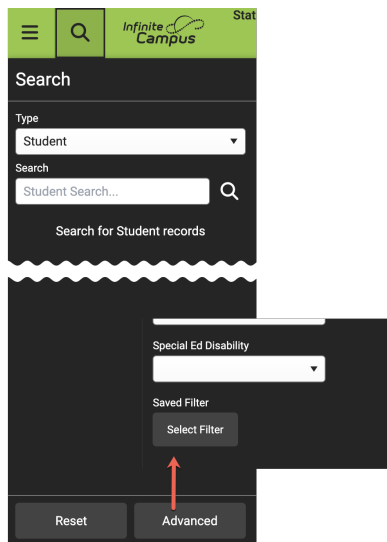 Stat
Infinite
Campus
Search
Type
Student
Search
Student Search...
Search for Student records
Special Ed Disability
Saved Filter
Select Filter
Reset
Advanced